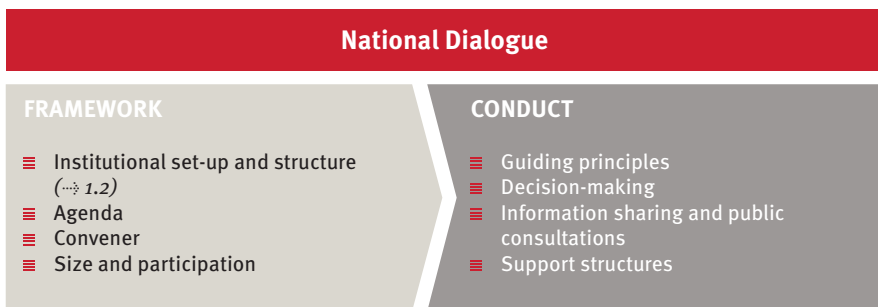 National Dialogue
FRAMEWORK
Institutional set-up and structure
(···> 1.2)
Agenda
Convener
Size and participation
CONDUCT
Guiding principles
Decision-making
Information sharing and public
consultations
Support structures